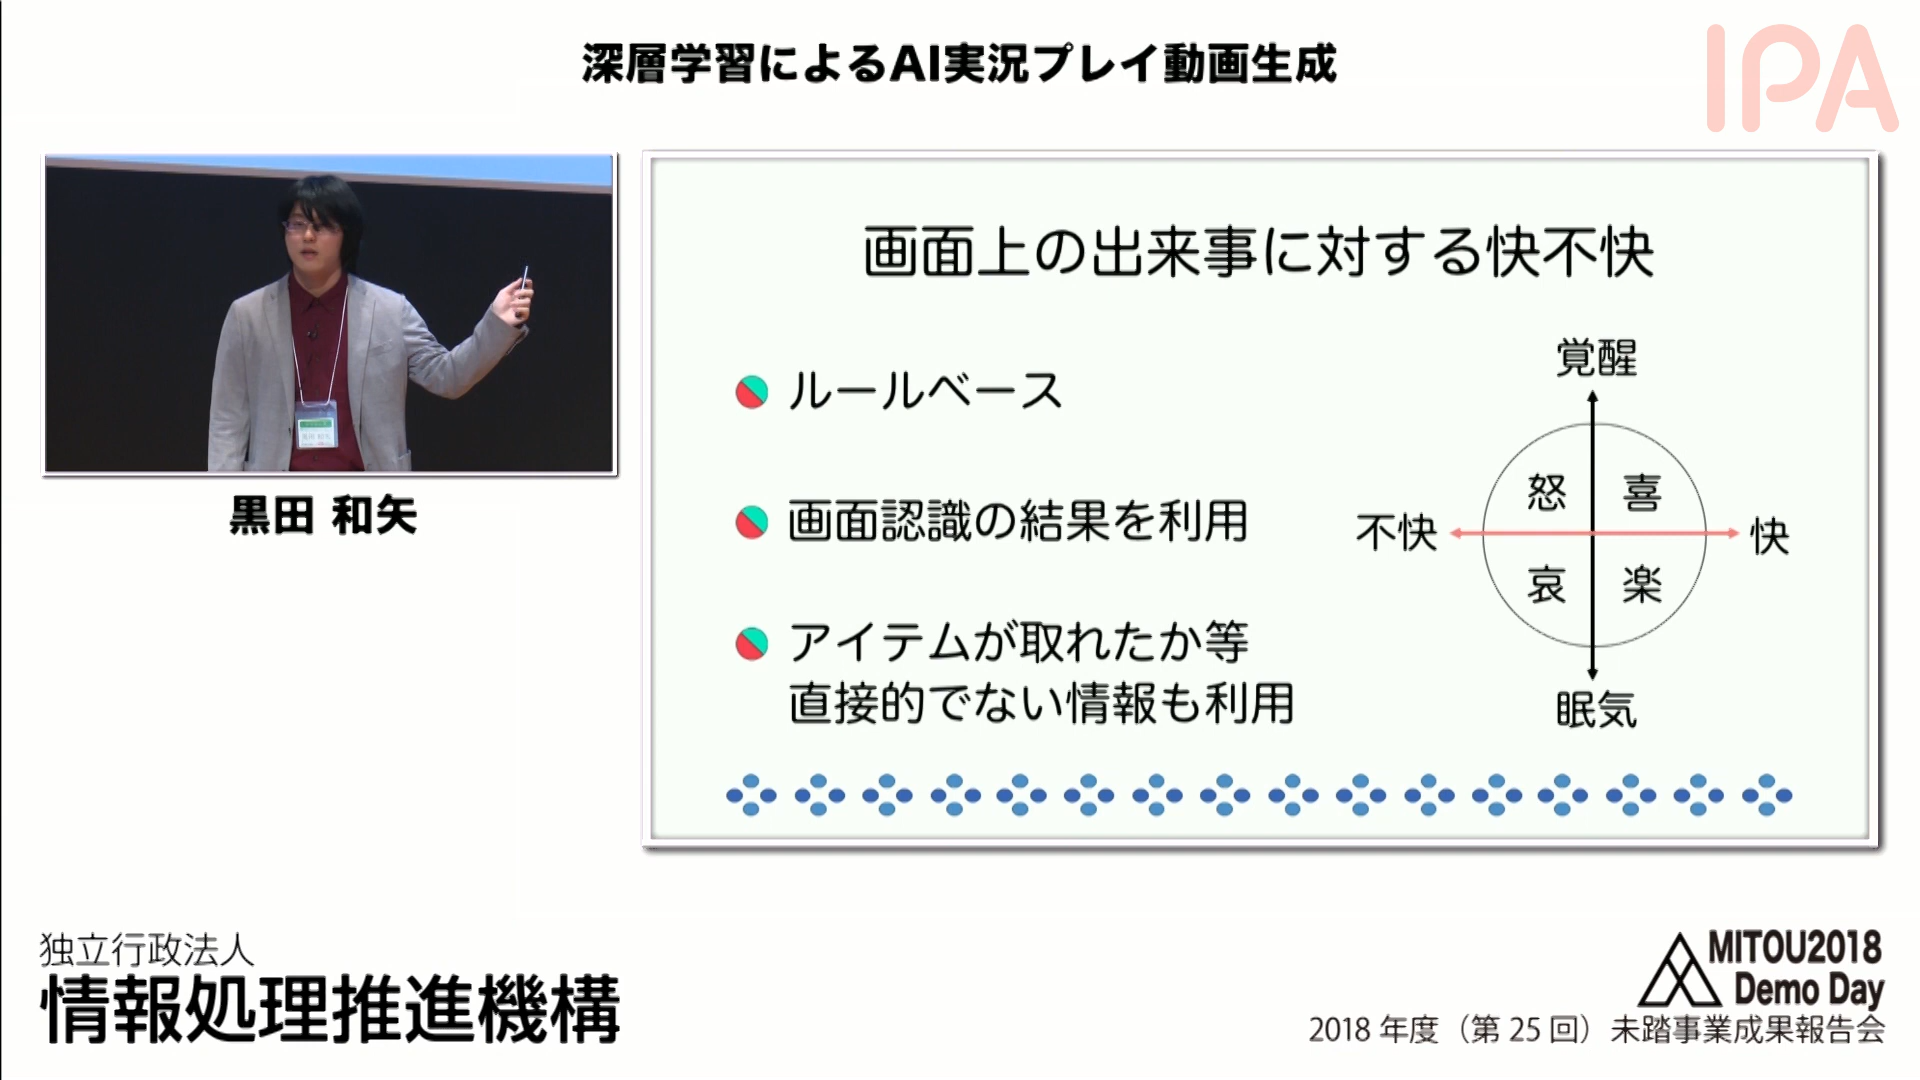 深層学習によるAI実況プレイ動画生成
IPA
黒田 和矢
画面上の出来事に対する快不快
ルールベース
画面認識の結果を利用
アイテムが取れたか等
直接的でない情報も利用
覚醒
怒 喜
不快 快
哀 楽
眠気
独立行政法人
情報処理推進機構
MITOU2018
Demo Day
2018 年度（第 25 回）未踏事業成果報告会